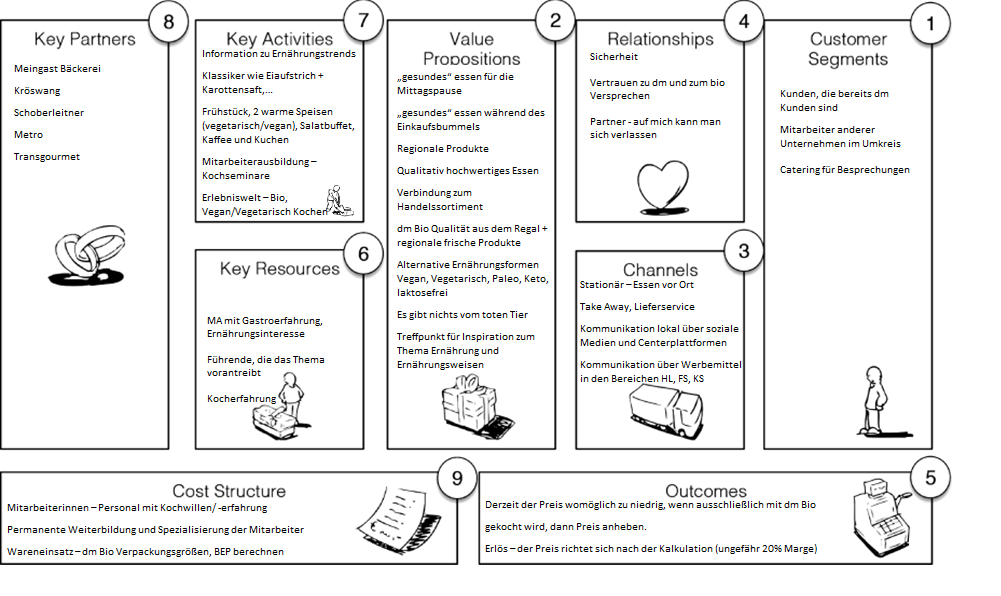 8
Key Partners
Meingast Bäckerei
Kröswang
Schoberleitner
Metro
Transgourmet
7
Key Activities
Information zu Ernährungstrends
Klassiker wie Eiaufstrich +
Karottensaft,...
Frühstück, 2 warme Speisen
(vegetarisch/vegan), Salatbuffet,
Kaffee und Kuchen
Mitarbeiterausbildung –
Kochseminare
Erlebniswelt – Bio,
Vegan/Vegetarisch Kochen
6
Key Resources
MA mit Gastroerfahrung,
Ernährungsinteresse
Führende, die das Thema
vorantreibt
Kocherfahrung
2
Value
Propositions
„gesundes“ essen für die
Mittagspause
„gesundes“ essen während des
Einkaufsbummels
Regionale Produkte
Qualitativ hochwertiges Essen
Verbindung zum
Handelssortiment
dm Bio Qualität aus dem Regal +
regionale frische Produkte
Alternative Ernährungsformen
Vegan, Vegetarisch, Paleo, Keto,
laktosefrei
Es gibt nichts vom toten Tier
Treffpunkt für Inspiration zum
Thema Ernährung und
Ernährungsweisen
4
Relationships
Sicherheit
Vertrauen zu dm und zum bio
Versprechen
Partner - auf mich kann man
sich verlassen
3
Channels
Stationär – Essen vor Ort
Take Away, Lieferservice
Kommunikation lokal über soziale
Medien und Centerplattformen
Kommunikation über Werbemittel
in den Bereichen HL, FS, KS
1
Customer
Segments
Kunden, die bereits dm
Kunden sind
Mitarbeiter anderer
Unternehmen im Umkreis
Catering für Besprechungen
9
Cost Structure
Mitarbeiterinnen – Personal mit Kochwillen/ -erfahrung
Permanente Weiterbildung und Spezialisierung der Mitarbeiter
Wareneinsatz – dm Bio Verpackungsgrößen, BEP berechnen
5
Outcomes
Derzeit der Preis womöglich zu niedrig, wenn ausschließlich mit dm Bio
gekocht wird, dann Preis anheben.
Erlös – der Preis richtet sich nach der Kalkulation (ungefähr 20% Marge)